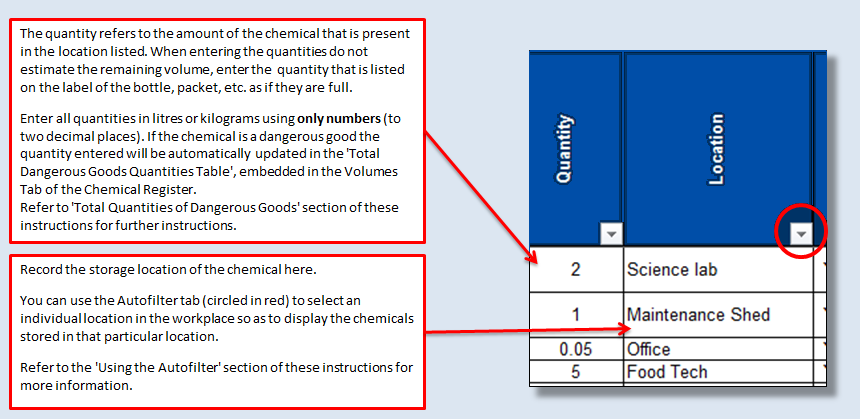 The quantity refers to the amount of the chemical that is present
in the location listed. When entering the quantities do not
estimate the remaining volume, enter the quantity that is listed
on the label of the bottle, packet, etc. as if they are full.
Enter all quantities in litres or kilograms using only numbers (to
two decimal places). If the chemical is a dangerous good the
quantity entered will be automatically updated in the 'Total
Dangerous Goods Quantities Table', embedded in the Volumes
Tab of the Chemical Register.
Refer to 'Total Quantities of Dangerous Goods' section of these
instructions for further instructions.
Record the storage location of the chemical here.
You can use the Autofilter tab (circled in red) to select an
individual location in the workplace so as to display the chemicals
stored in that particular location.
Refer to the 'Using the Autofilter' section of these instructions for
more information.
Quantity Location
2 Science lab
1 Maintenance Shed
0.05 Office
5 Food Tech